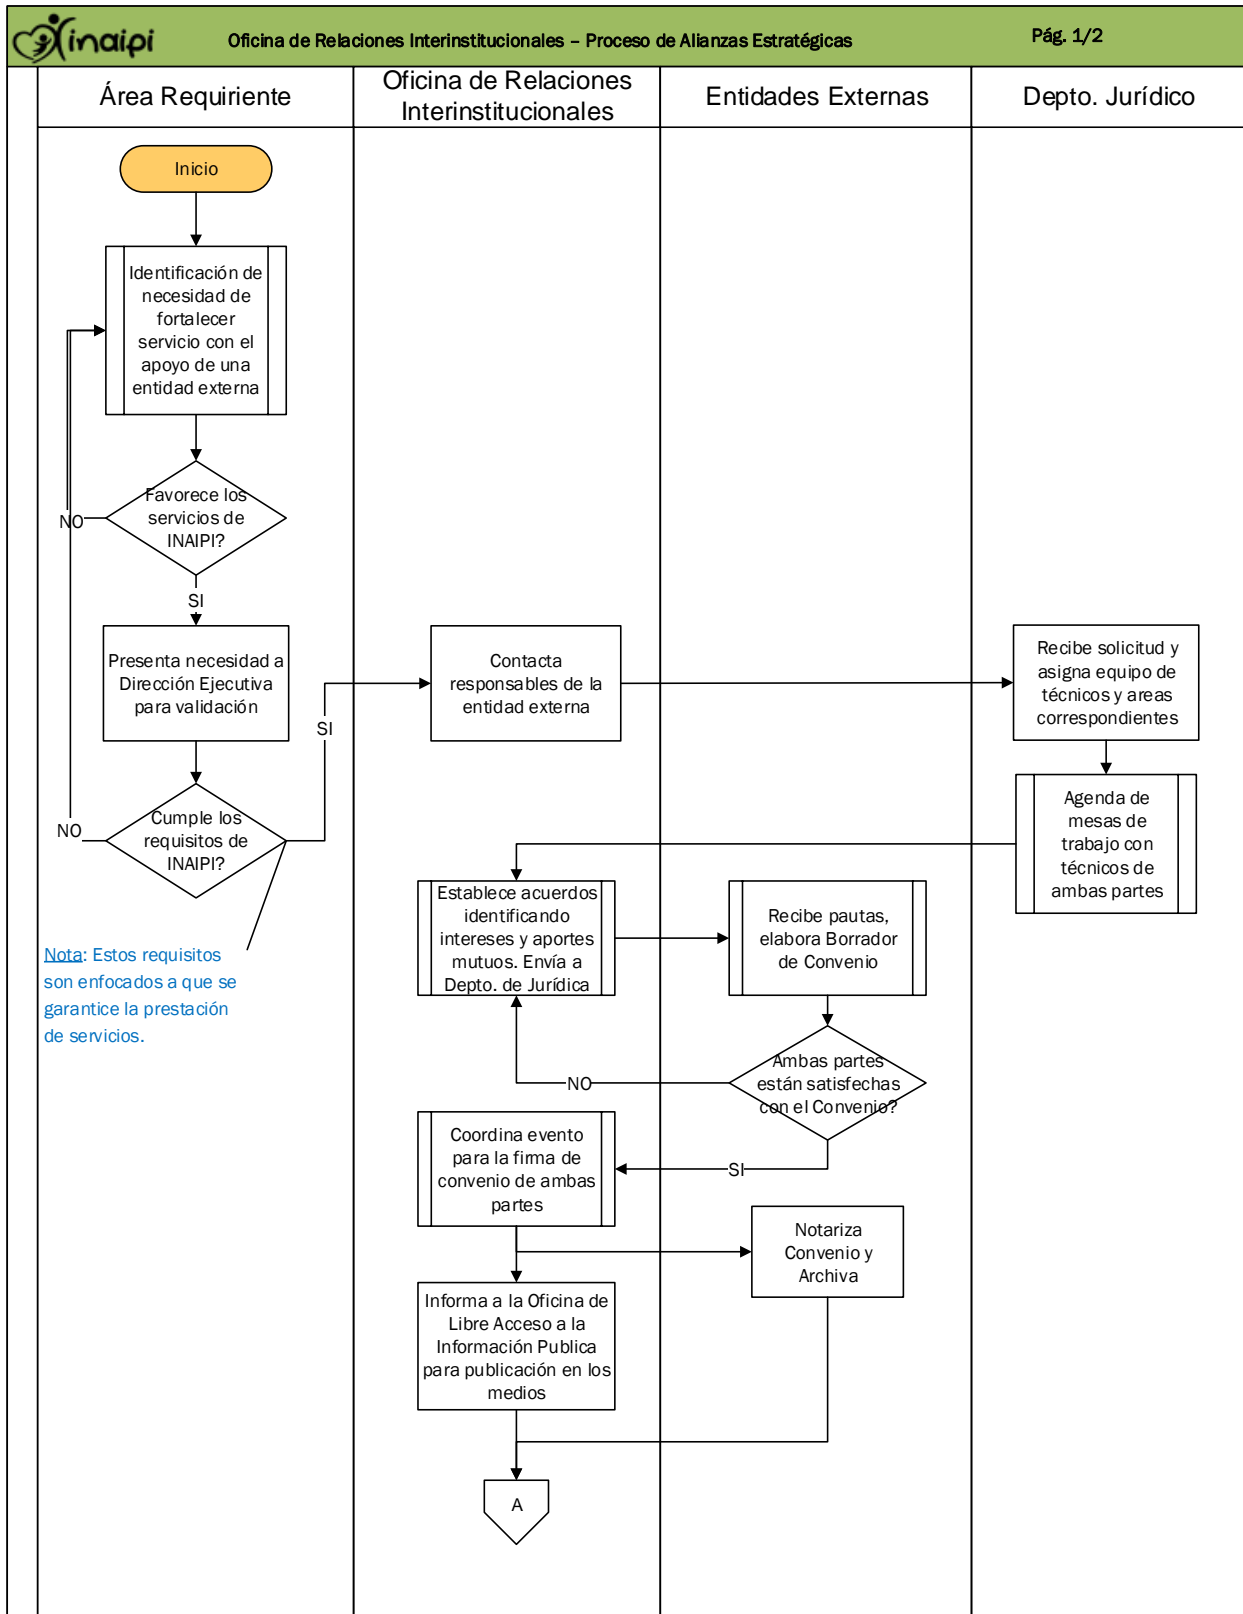 inaipi
Oficina de Relaciones Interinstitucionales – Proceso de Alianzas Estratégicas
Pág. 1/2
Área Requiriente
Oficina de Relaciones
Interinstitucionales
Entidades Externas
Depto. Jurídico
Inicio
Identificación de
necesidad de
fortalecer
servicio con el
apoyo de una
entidad externa
Favorece los
servicios de
INAIPI?
NO
SI
Presenta necesidad a
Dirección Ejecutiva
para validación
SI
Contacta
responsables de la
entidad externa
Recibe solicitud y
asigna equipo de
técnicos y areas
correspondientes
Cumple los
requisitos de
INAIPI?
NO
Agenda de
mesas de
trabajo con
técnicos de
ambas partes
Establece acuerdos
identificando
intereses y aportes
mutuos. Envía a
Depto. de Jurídica
Recibe pautas,
elabora Borrador
de Convenio
Nota: Estos requisitos
son enfocados a que se
garantice la prestación
de servicios.
Ambas partes
están satisfechas
con el Convenio?
NO
SI
Coordina evento
para la firma de
convenio de ambas
partes
Notariza
Convenio y
Archiva
Informa a la Oficina de
Libre Acceso a la
Información Publica
para publicación en los
medios
A